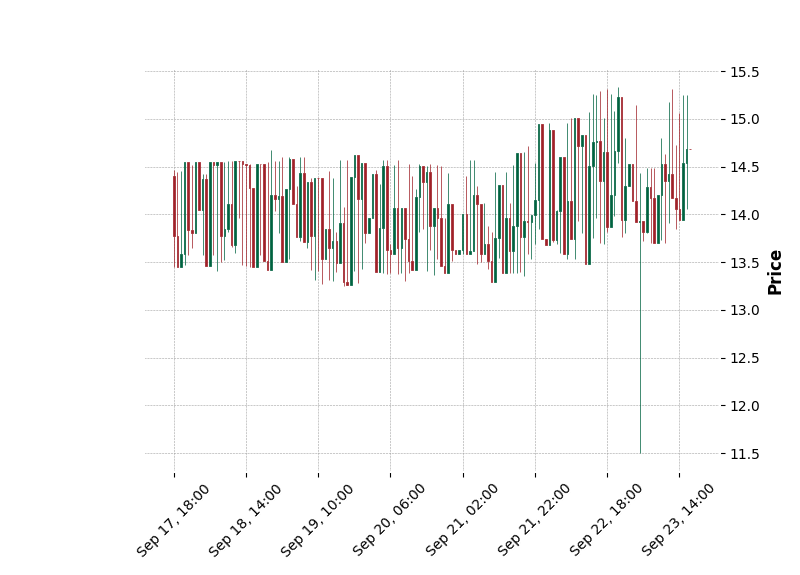 15.5
15.0
14.5
14.0
13.5
13.0
12.5
12.0
11.5
Price
Sep 17, 18:00
Sep 18, 14:00
Sep 19, 10:00
Sep 20, 06:00
Sep 21, 02:00
Sep 21, 22:00
Sep 22, 18:00
Sep 23, 14:00